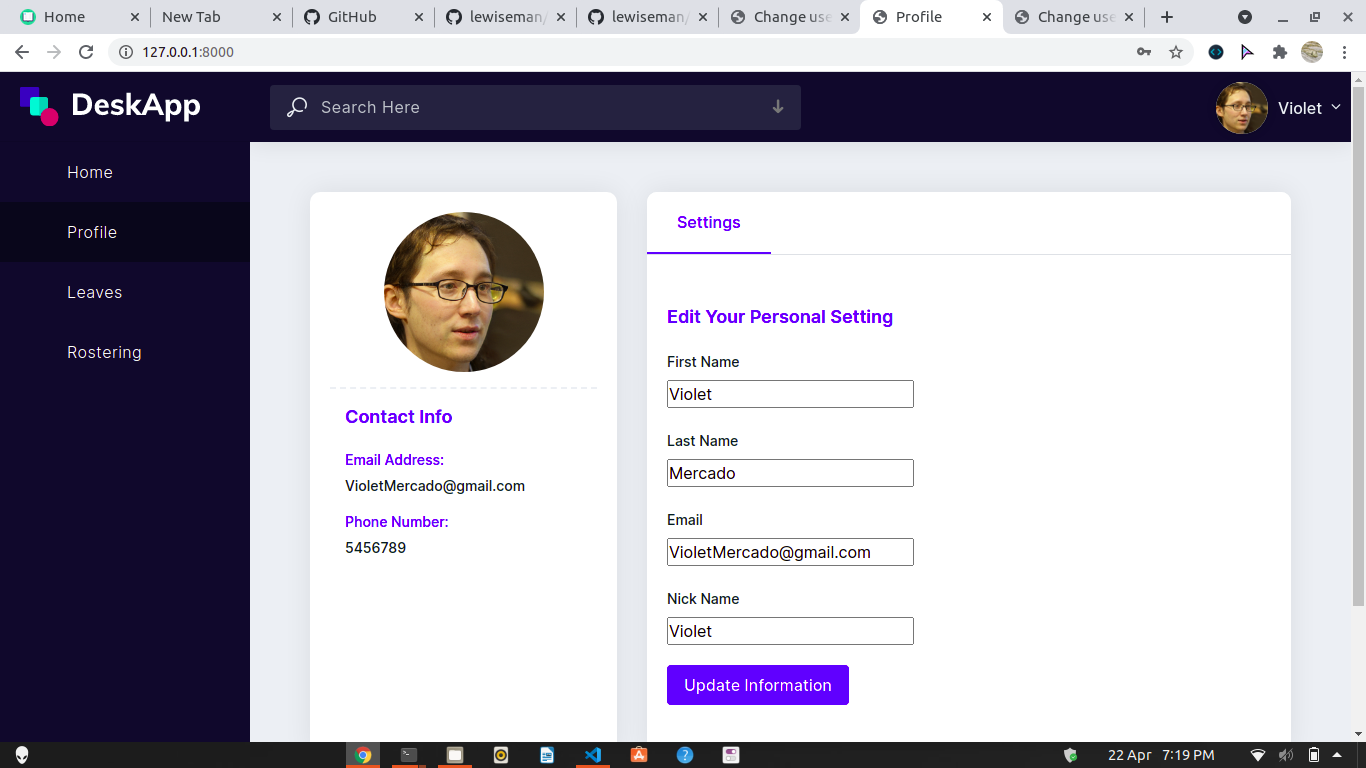 Home
New Tab
GitHub
lewiseman/
lewiseman/
Change use
Profile
Change use
127.0.0.1:8000
DeskApp
Search Here
Violet
Home
Profile
Leaves
Rostering
Contact Info
Email Address:
VioletMercado@gmail.com
Phone Number:
5456789
Settings
Edit Your Personal Setting
First Name
Violet
Last Name
Mercado
Email
VioletMercado@gmail.com
Nick Name
Violet
Update Information
22 Apr 7:19 PM